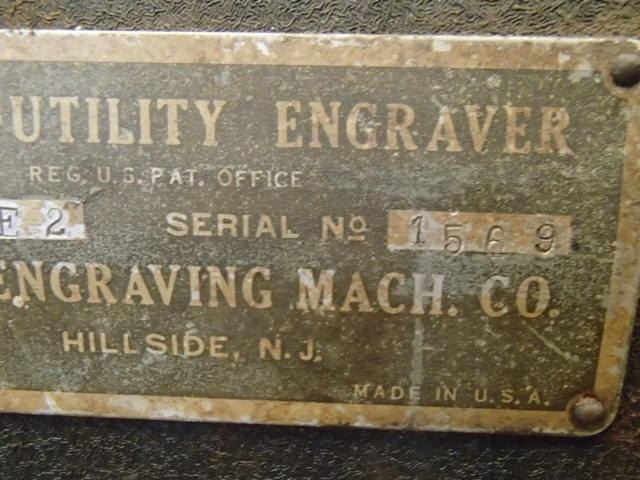 -UTILITY ENGRAVER
REG. U.S. PAT. OFFICE
E 2 SERIAL No 1569
ENGRAVING MACH. CO.
HILLSIDE, N.J.
MADE IN U.S.A.